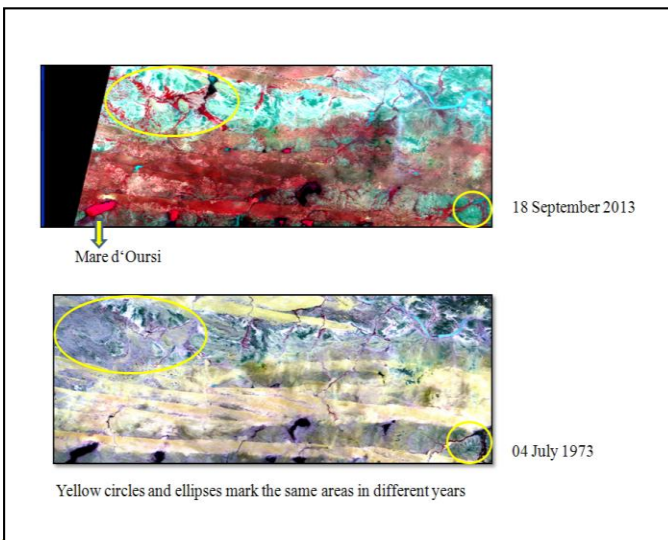 18 September 2013
Mare d‘Oursi
04 July 1973
Yellow circles and ellipses mark the same areas in different years